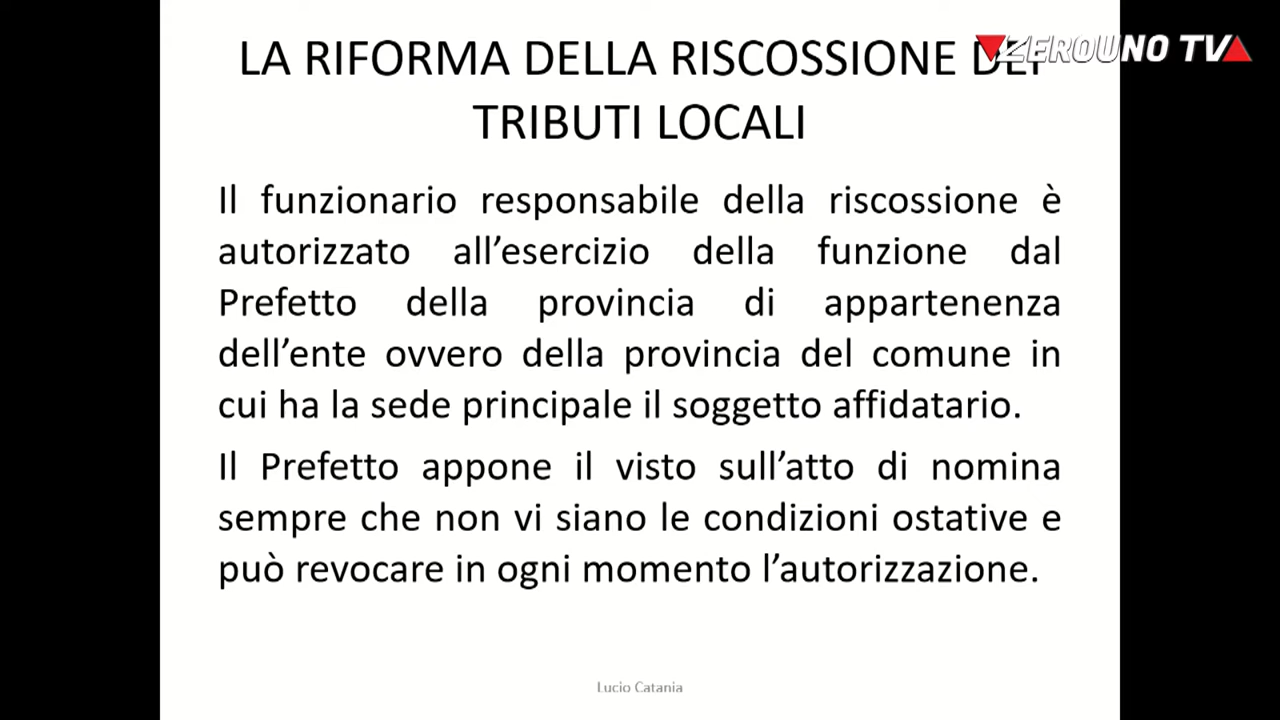 LA RIFORMA DELLA RISCOSSIONE DEI
TRIBUTI LOCALI
ZEROUNO TV
Il funzionario responsabile della riscossione è
autorizzato all’esercizio della funzione dal
Prefetto della provincia di appartenenza
dell’ente ovvero della provincia del comune in
cui ha la sede principale il soggetto affidatario.
Il Prefetto appone il visto sull’atto di nomina
sempre che non vi siano le condizioni ostative e
può revocare in ogni momento l’autorizzazione.
Lucio Catania